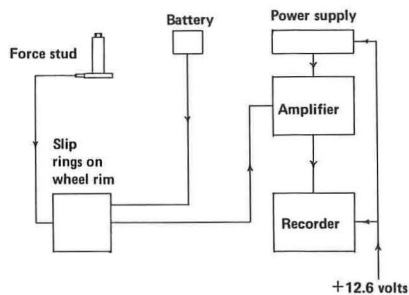 Battery
Power supply
Force stud
Amplifier
Slip
rings on
wheel rim
Recorder
+12.6 volts